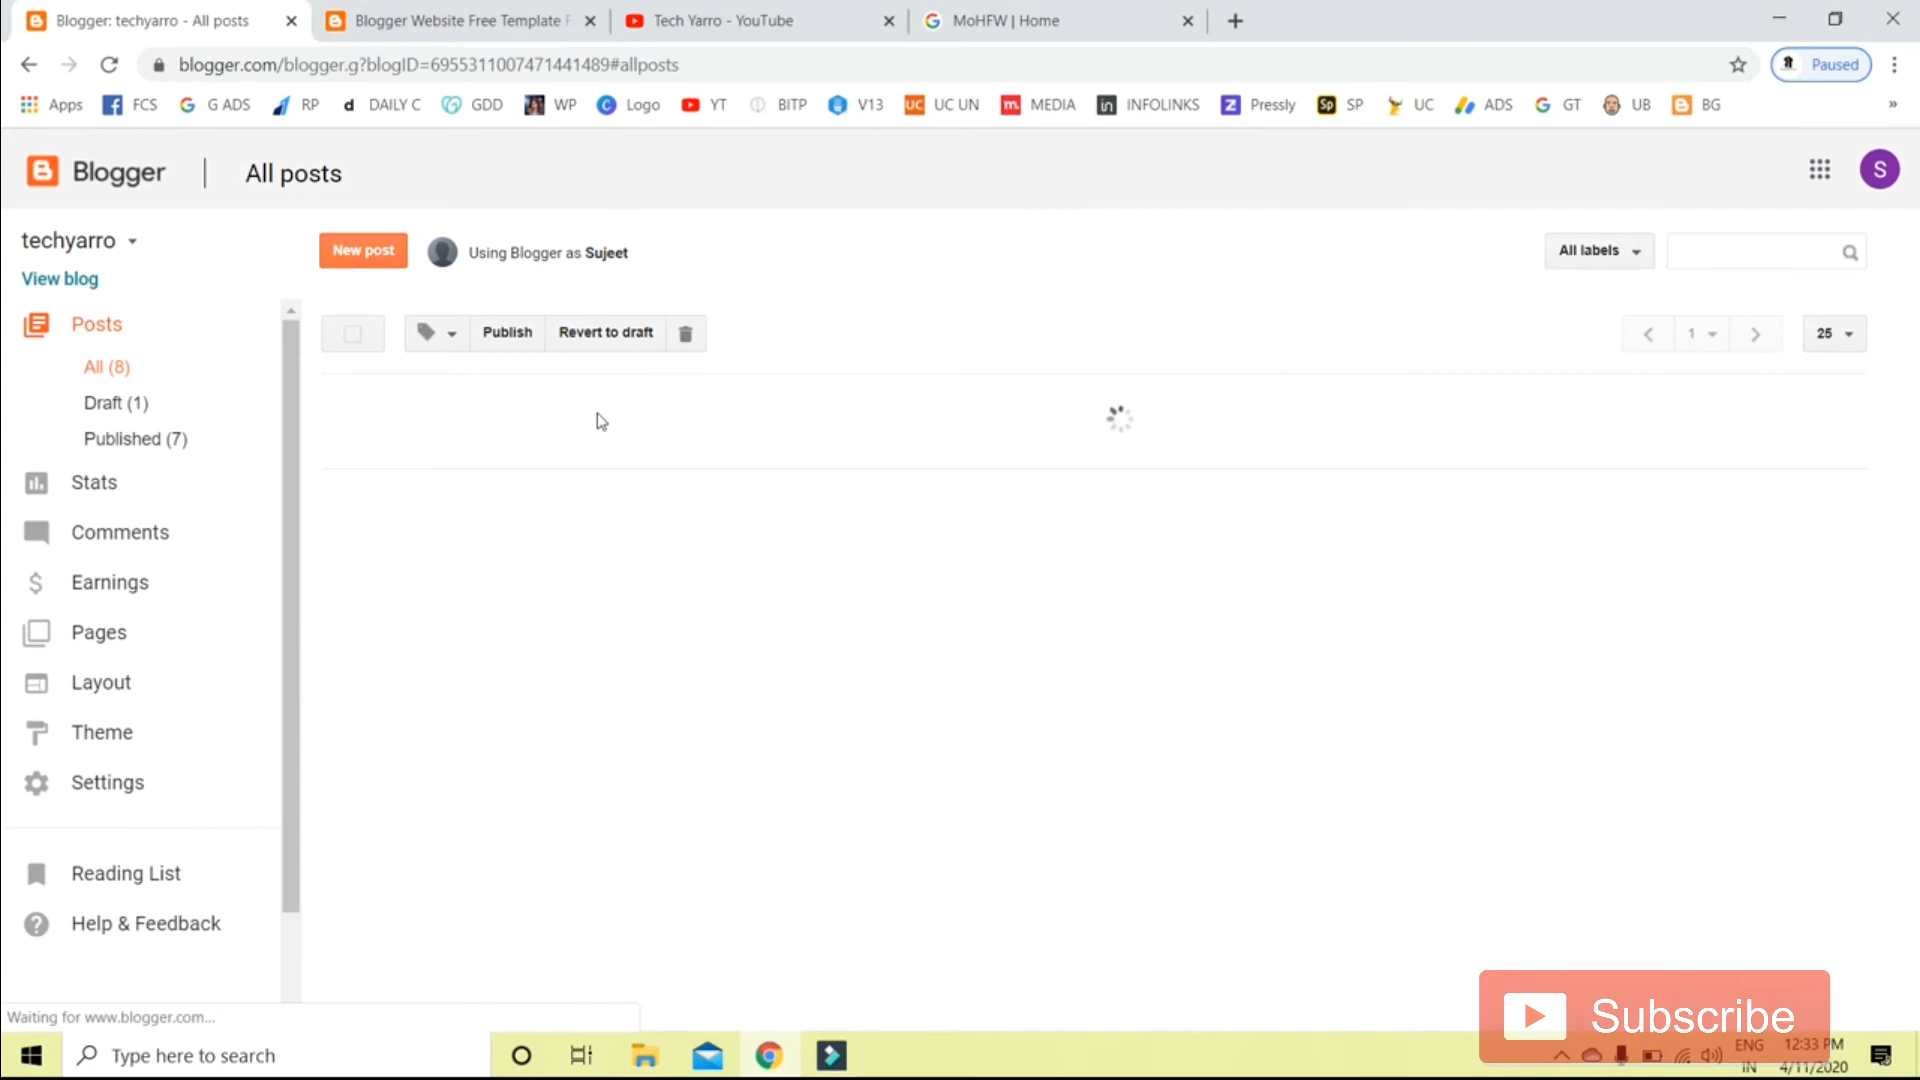 Blogger: techyarro - All posts
Blogger Website Free Template F
Tech Yarro - YouTube
MoHFW | Home
blogger.com/blogger.g?blogID=6955311007471441489#allposts
Paused
Apps FCS G ADS RP DAILY C GDD WP Logo YT BITP V13 UC UN MEDIA INFOLINKS Pressly SP UC ADS GT UB BG
Blogger
All posts
S
techyarro
View blog
New post
Using Blogger as Sujeet
All labels
Posts
All (8)
Draft (1)
Published (7)
Publish
Revert to draft
1
25
Stats
Comments
Earnings
Pages
Layout
Theme
Settings
Reading List
Help & Feedback
Waiting for www.blogger.com...
Subscribe
Type here to search
ENG
IN
12:33 PM
4/11/2020